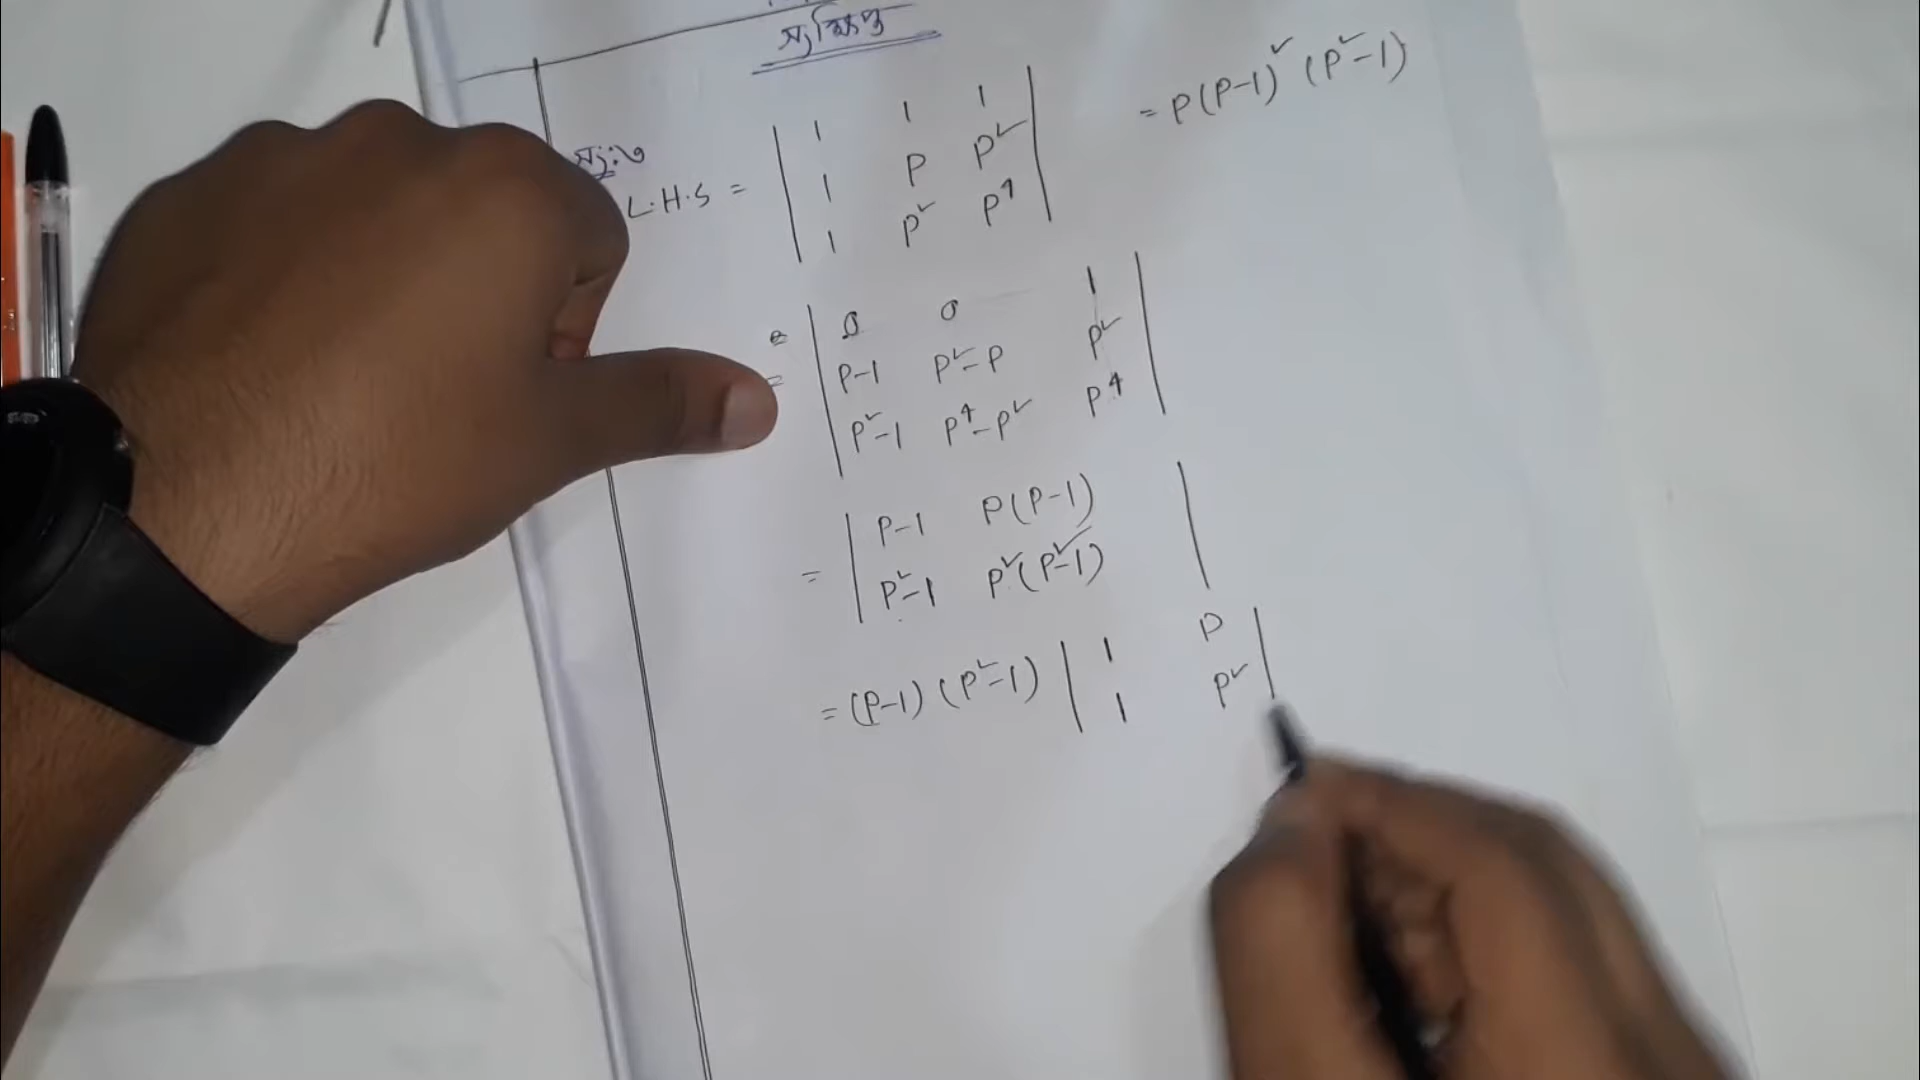 সংক্ষিপ্ত
সৃ:৩
L.H.S = | 1 1 1 | = P(P-1)² (P²-1)
| 1 P P² |
| 1 P² P⁴ |
= | 0 0 1 |
| P-1 P²-P P² |
| P²-1 P⁴-P² P⁴ |
= | P-1 P(P-1) |
| P²-1 P²(P²-1) |
= (P-1) (P²-1) | 1 P |
| 1 P² |